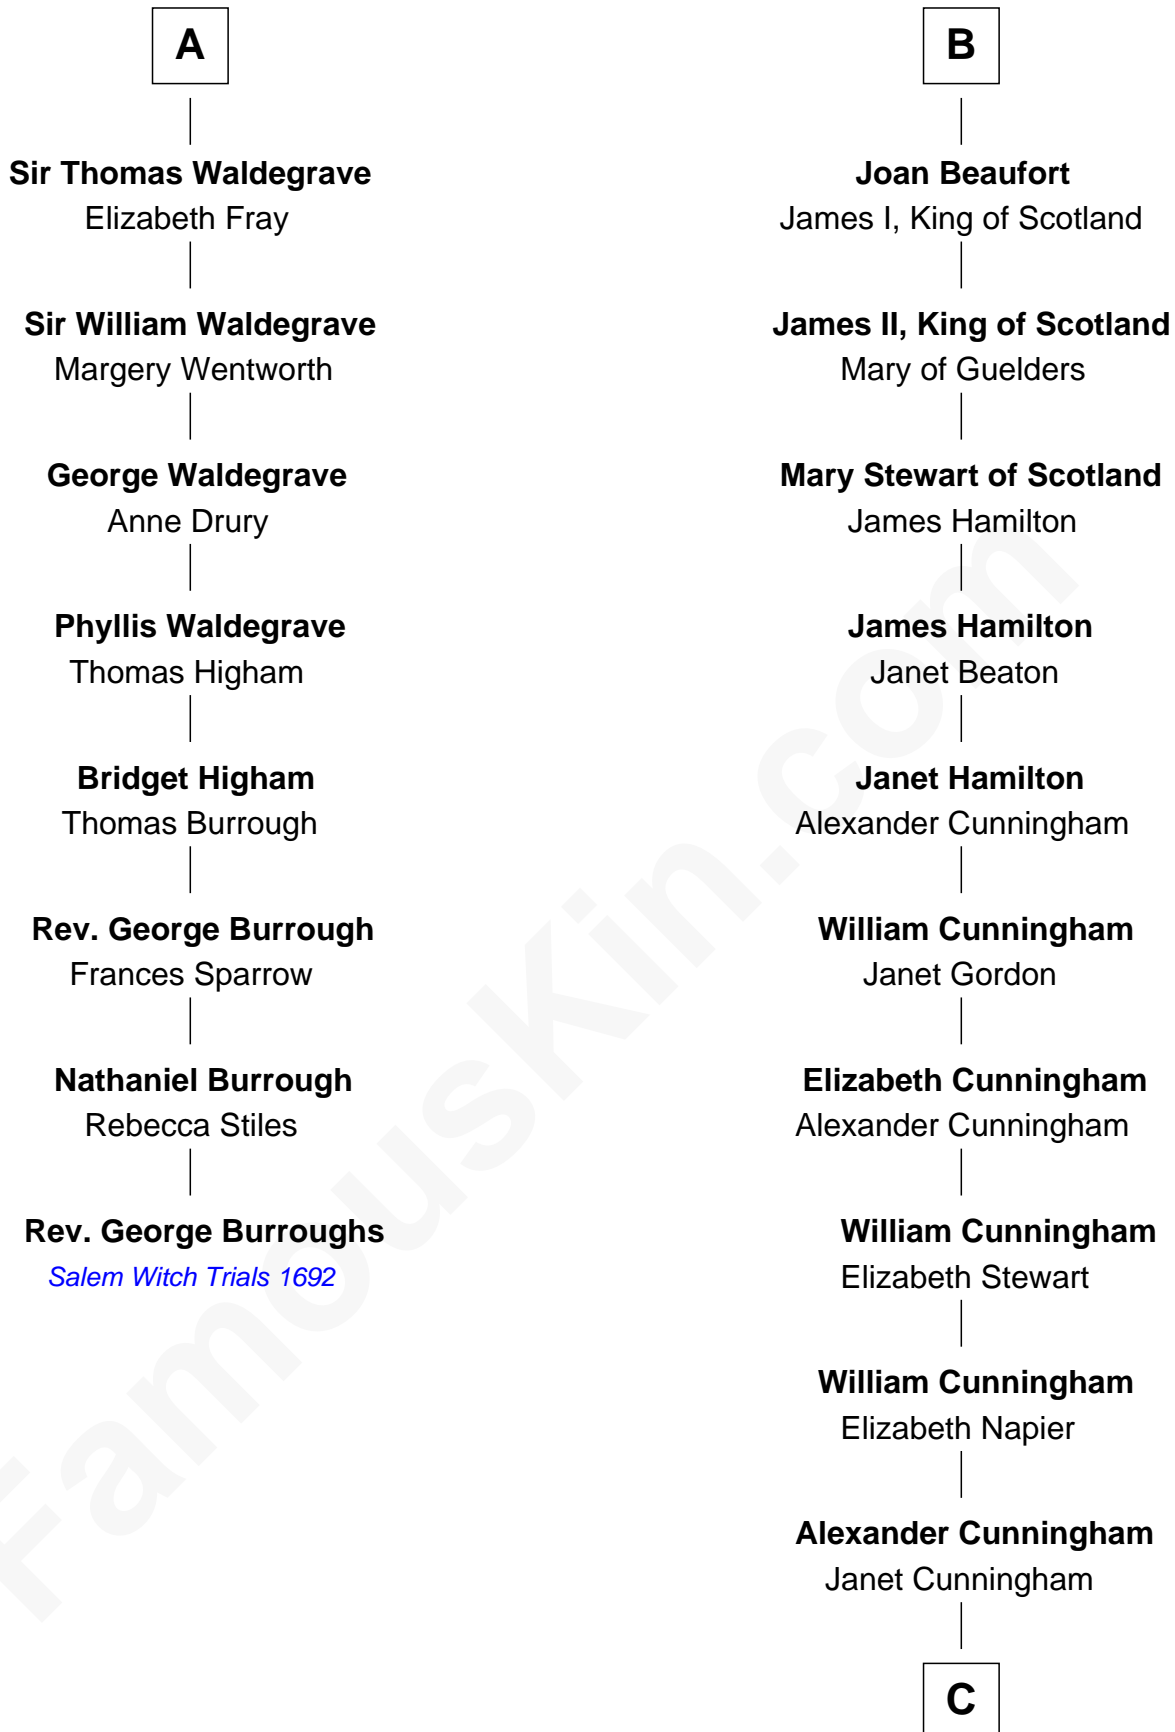 A
Sir Thomas Waldegrave
Elizabeth Fray
Sir William Waldegrave
Margery Wentworth
George Waldegrave
Anne Drury
Phyllis Waldegrave
Thomas Higham
Bridget Higham
Thomas Burrough
Rev. George Burrough
Frances Sparrow
Nathaniel Burrough
Rebecca Stiles
Rev. George Burroughs
Salem Witch Trials 1692
B
Joan Beaufort
James I, King of Scotland
James II, King of Scotland
Mary of Guelders
Mary Stewart of Scotland
James Hamilton
James Hamilton
Janet Beaton
Janet Hamilton
Alexander Cunningham
William Cunningham
Janet Gordon
Elizabeth Cunningham
Alexander Cunningham
William Cunningham
Elizabeth Stewart
William Cunningham
Elizabeth Napier
Alexander Cunningham
Janet Cunningham
C
FamousKin.com